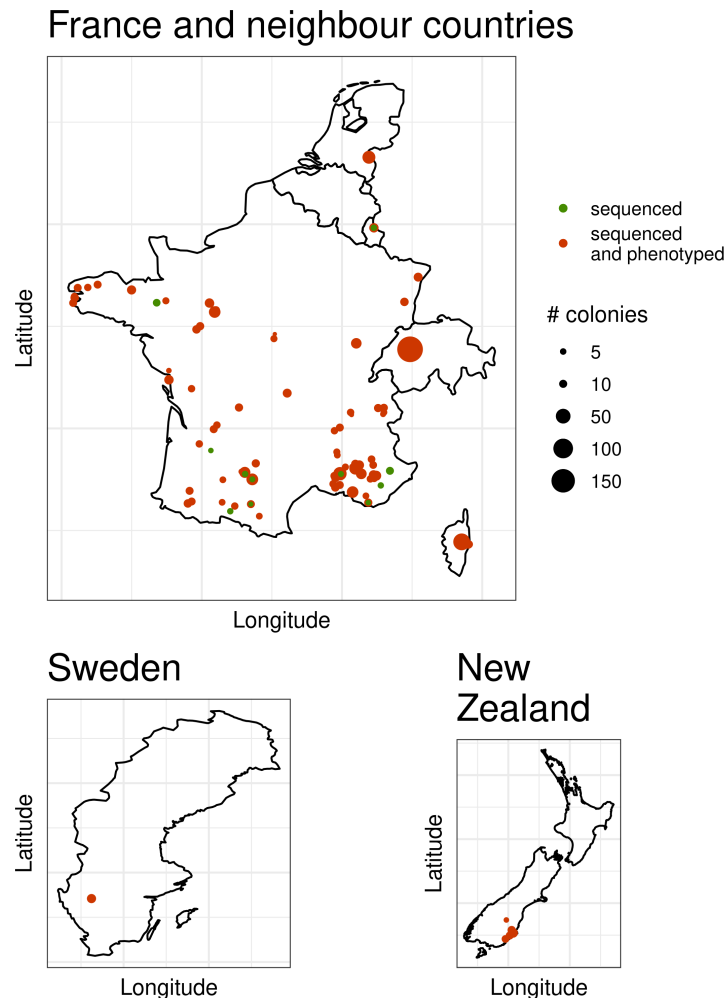 France and neighbour countries
Latitude
Longitude
sequenced
sequenced
and phenotyped
# colonies
5
10
50
100
150
Sweden
Latitude
Longitude
New
Zealand
Latitude
Longitude